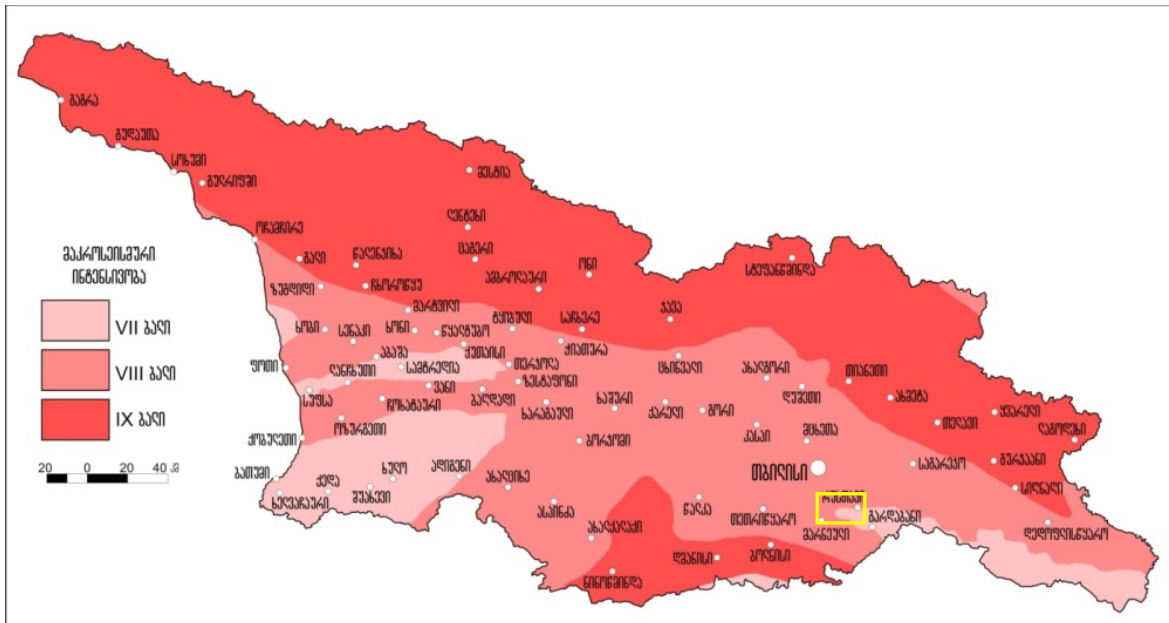 გაგრა
გუდაუთა
სოხუმი
გულრიფში
მესტია
ლენტეხი
ოჩამჩირე
ცაგერი
გალი
წალენჯიხა
ონი
სტეფანწმინდა
მაკროსეისმური
ინტენსივობა
ზუგდიდი
ჩხოროწყუ
ამბროლაური
მარტვილი
ჯავა
VII ბალი
ხობი
სენაკი
ხონი
წყალტუბო
ტყიბული
საჩხერე
ქუთაისი
ჭიათურა
აბაშა
ცხინვალი
ფოთი
ლანჩხუთი
სამტრედია
თერჯოლა
ახალგორი
თიანეთი
VIII ბალი
ვანი
ზესტაფონი
დუშეთი
ახმეტა
სუფსა
ჩოხატაური
ბაღდადი
ხარაგაული
ხაშური
ქარელი
გორი
ყვარელი
IX ბალი
ოზურგეთი
კასპი
მცხეთა
თელავი
ლაგოდეხი
ქობულეთი
ბორჯომი
20 0 20 40 კმ
ბათუმი
ხულო
ადიგენი
თბილისი
საგარეჯო
გურჯაანი
ქედა
შუახევი
ახალციხე
სიღნაღი
ხელვაჩაური
ასპინძა
წალკა
თეთრიწყარო
რუსთავი
გარდაბანი
ახალქალაქი
მარნეული
დედოფლისწყარო
დმანისი
ბოლნისი
ნინოწმინდა